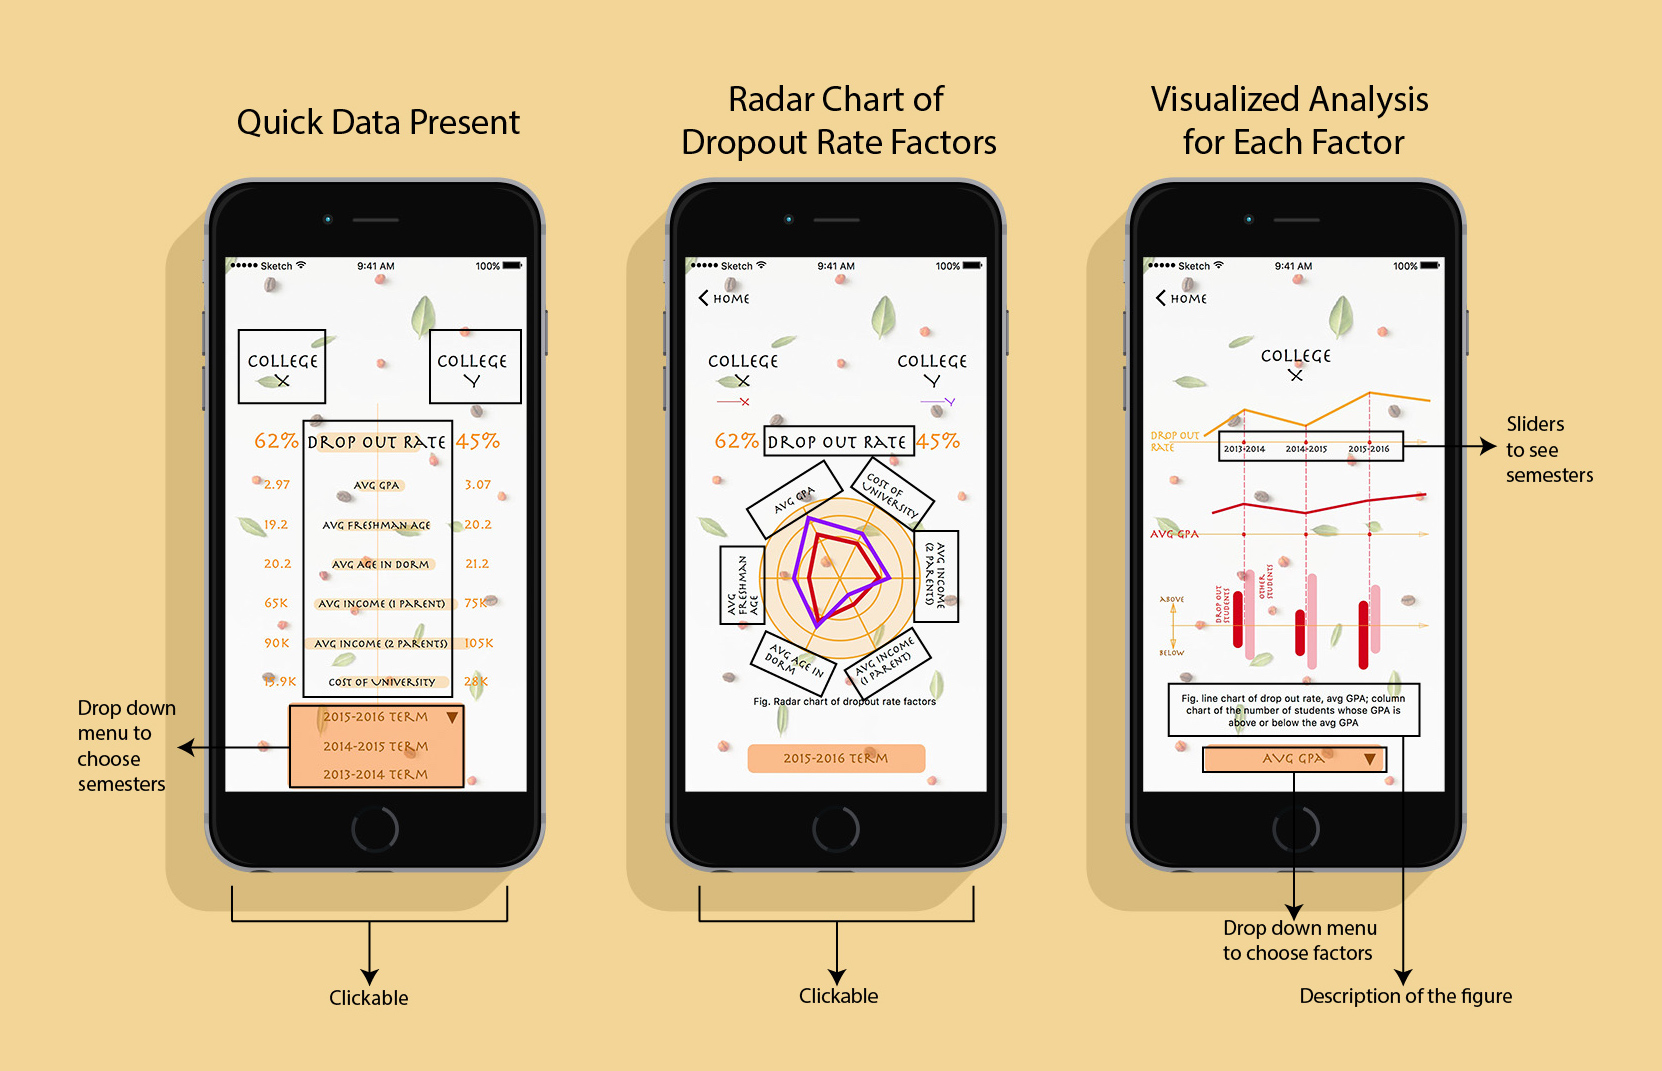 Quick Data Present
Radar Chart of
Dropout Rate Factors
Visualized Analysis
for Each Factor
Sketch 9:41 AM 100%
COLLEGE
X
COLLEGE
Y
62% DROP OUT RATE 45%
2.97 AVG GPA 3.07
19.2 AVG FRESHMAN AGE 20.2
20.2 AVG AGE IN DORM 21.2
65K AVG INCOME (1 PARENT) 75K
90K AVG INCOME (2 PARENTS) 105K
19.9K COST OF UNIVERSITY 28K
2015-2016 TERM
2014-2015 TERM
2013-2014 TERM
Drop down
menu to
choose
semesters
Clickable
Sketch 9:41 AM 100%
HOME
COLLEGE
X
X
COLLEGE
Y
Y
62% DROP OUT RATE 45%
AVG GPA
COST OF
UNIVERSITY
AVG
FRESHMAN
AGE
AVG INCOME
(2 PARENTS)
AVG AGE IN
DORM
AVG INCOME
(1 PARENT)
Fig. Radar chart of dropout rate factors
2015-2016 TERM
Clickable
Sketch 9:41 AM 100%
HOME
COLLEGE
X
DROP OUT
RATE
2013-2014 2014-2015 2015-2016
AVG GPA
DROP OUT
STUDENTS
OTHER
STUDENTS
ABOVE
BELOW
Fig. line chart of drop out rate, avg GPA; column
chart of the number of students whose GPA is
above or below the avg GPA
AVG GPA
Sliders
to see
semesters
Drop down menu
to choose factors
Description of the figure